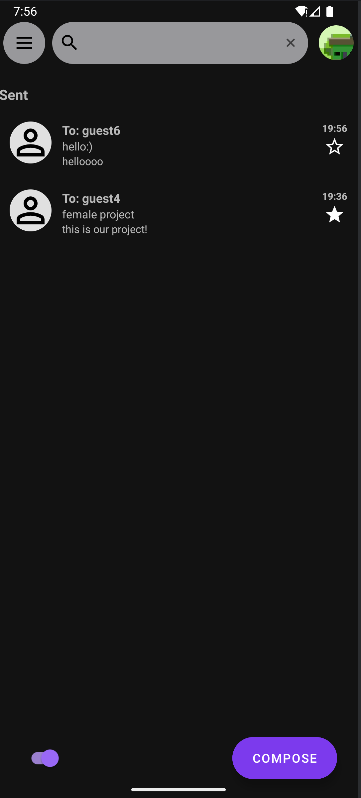 7:56
Sent
To: guest6
19:56
hello:)
helloooo
To: guest4
19:36
female project
this is our project!
COMPOSE